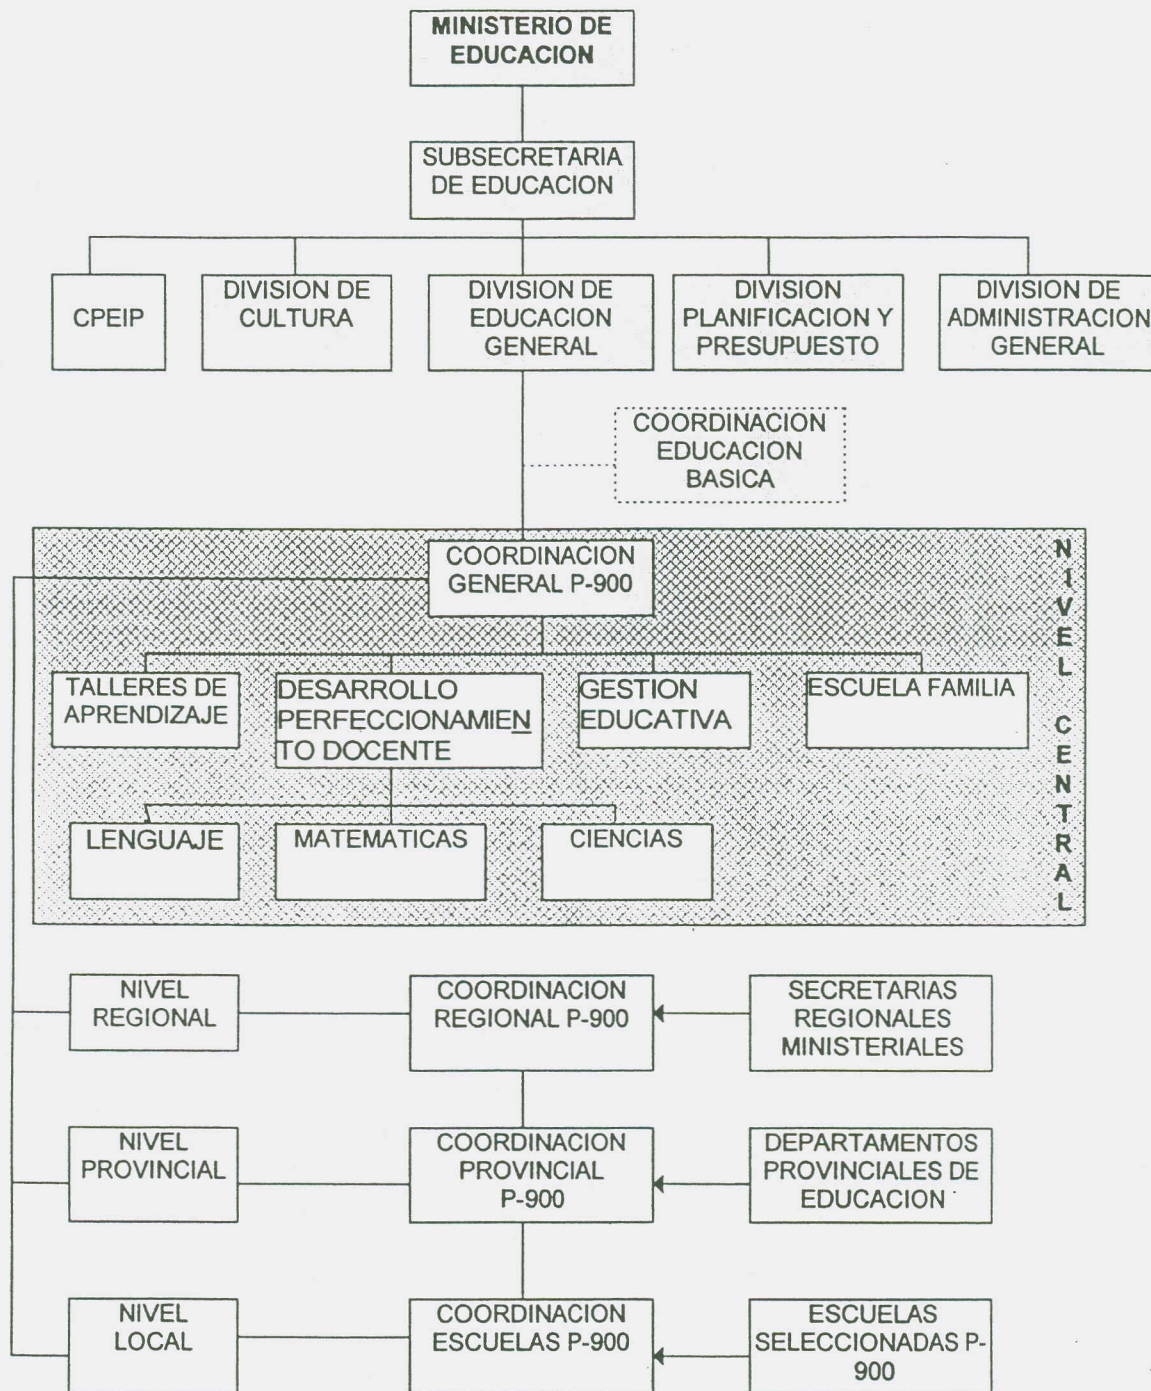 MINISTERIO DE
EDUCACION
SUBSECRETARIA
DE EDUCACION
CPEIP
DIVISION DE
CULTURA
DIVISION DE
EDUCACION
GENERAL
DIVISION
PLANIFICACION Y
PRESUPUESTO
DIVISION DE
ADMINISTRACION
GENERAL
COORDINACION
EDUCACION
BASICA
COORDINACION
GENERAL P-900
NIVEL CENTRAL
TALLERES DE
APRENDIZAJE
DESARROLLO
PERFECCIONAMIEN
TO DOCENTE
GESTION
EDUCATIVA
ESCUELA FAMILIA
LENGUAJE
MATEMATICAS
CIENCIAS
NIVEL
REGIONAL
COORDINACION
REGIONAL P-900
SECRETARIAS
REGIONALES
MINISTERIALES
NIVEL
PROVINCIAL
COORDINACION
PROVINCIAL
P-900
DEPARTAMENTOS
PROVINCIALES DE
EDUCACION
NIVEL
LOCAL
COORDINACION
ESCUELAS P-900
ESCUELAS
SELECCIONADAS P-
900